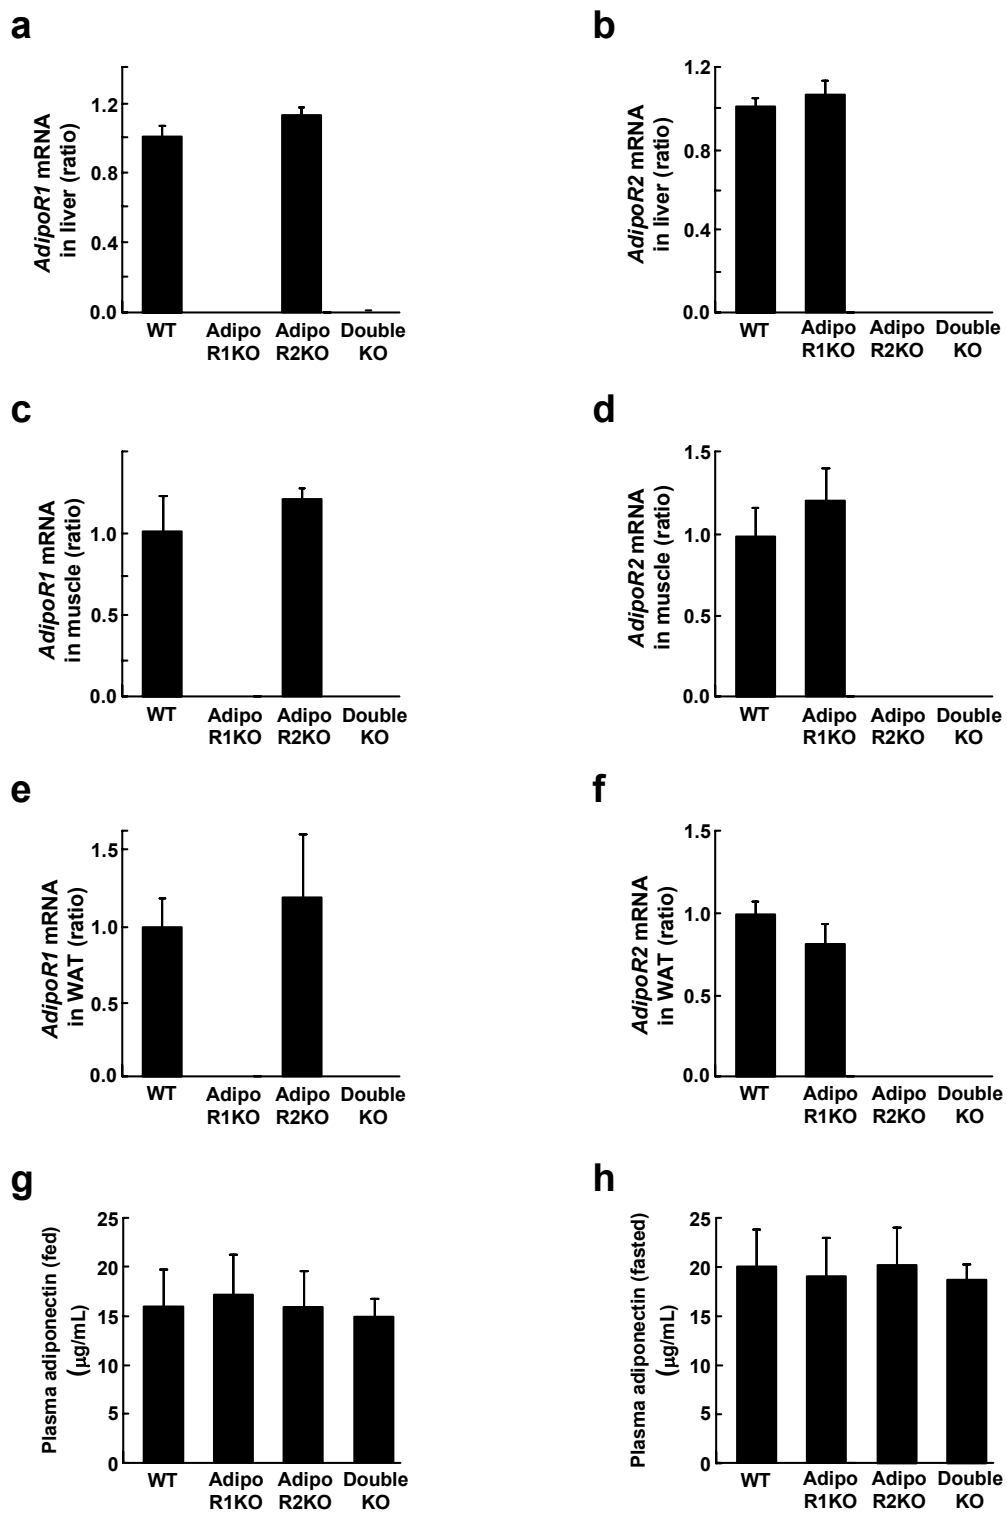 a
AdipoR1 mRNA
in liver (ratio)
1.2
0.8
0.4
0.0
WT
Adipo
R1KO
Adipo
R2KO
Double
KO
b
AdipoR2 mRNA
in liver (ratio)
1.2
0.8
0.4
0.0
WT
Adipo
R1KO
Adipo
R2KO
Double
KO
c
AdipoR1 mRNA
in muscle (ratio)
1.0
0.5
0.0
WT
Adipo
R1KO
Adipo
R2KO
Double
KO
d
AdipoR2 mRNA
in muscle (ratio)
1.5
1.0
0.5
0.0
WT
Adipo
R1KO
Adipo
R2KO
Double
KO
e
AdipoR1 mRNA
in WAT (ratio)
1.5
1.0
0.5
0.0
WT
Adipo
R1KO
Adipo
R2KO
Double
KO
f
AdipoR2 mRNA
in WAT (ratio)
1.5
1.0
0.5
0.0
WT
Adipo
R1KO
Adipo
R2KO
Double
KO
g
Plasma adiponectin (fed)
(μg/mL)
25
20
15
10
5
0
WT
Adipo
R1KO
Adipo
R2KO
Double
KO
h
Plasma adiponectin (fasted)
(μg/mL)
25
20
15
10
5
0
WT
Adipo
R1KO
Adipo
R2KO
Double
KO